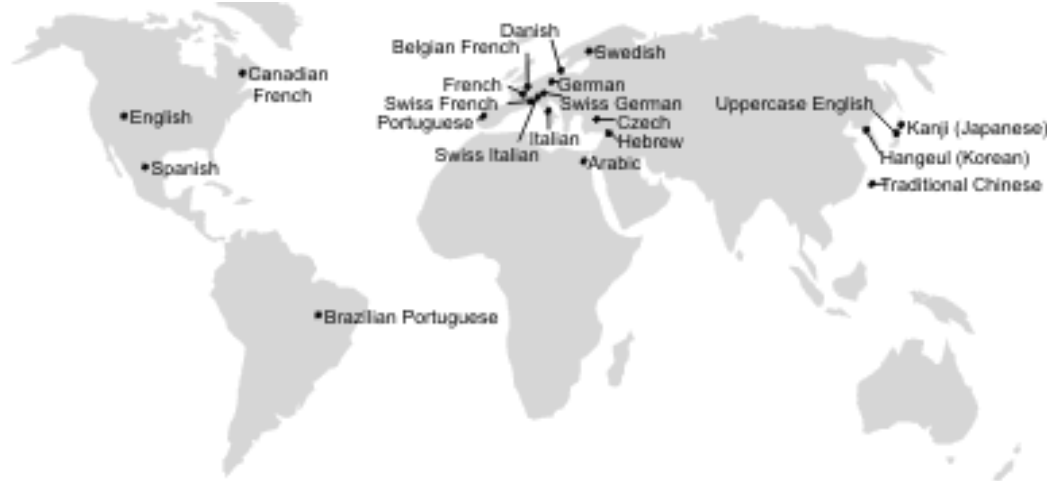 Danish
Belgian French
Swedish
Canadian
French
French
German
Swiss French
Swiss German
Uppercase English
English
Portuguese
Czech
Kanji (Japanese)
Italian
Hebrew
Swiss Italian
Hangeul (Korean)
Spanish
Arabic
Traditional Chinese
Brazilian Portuguese